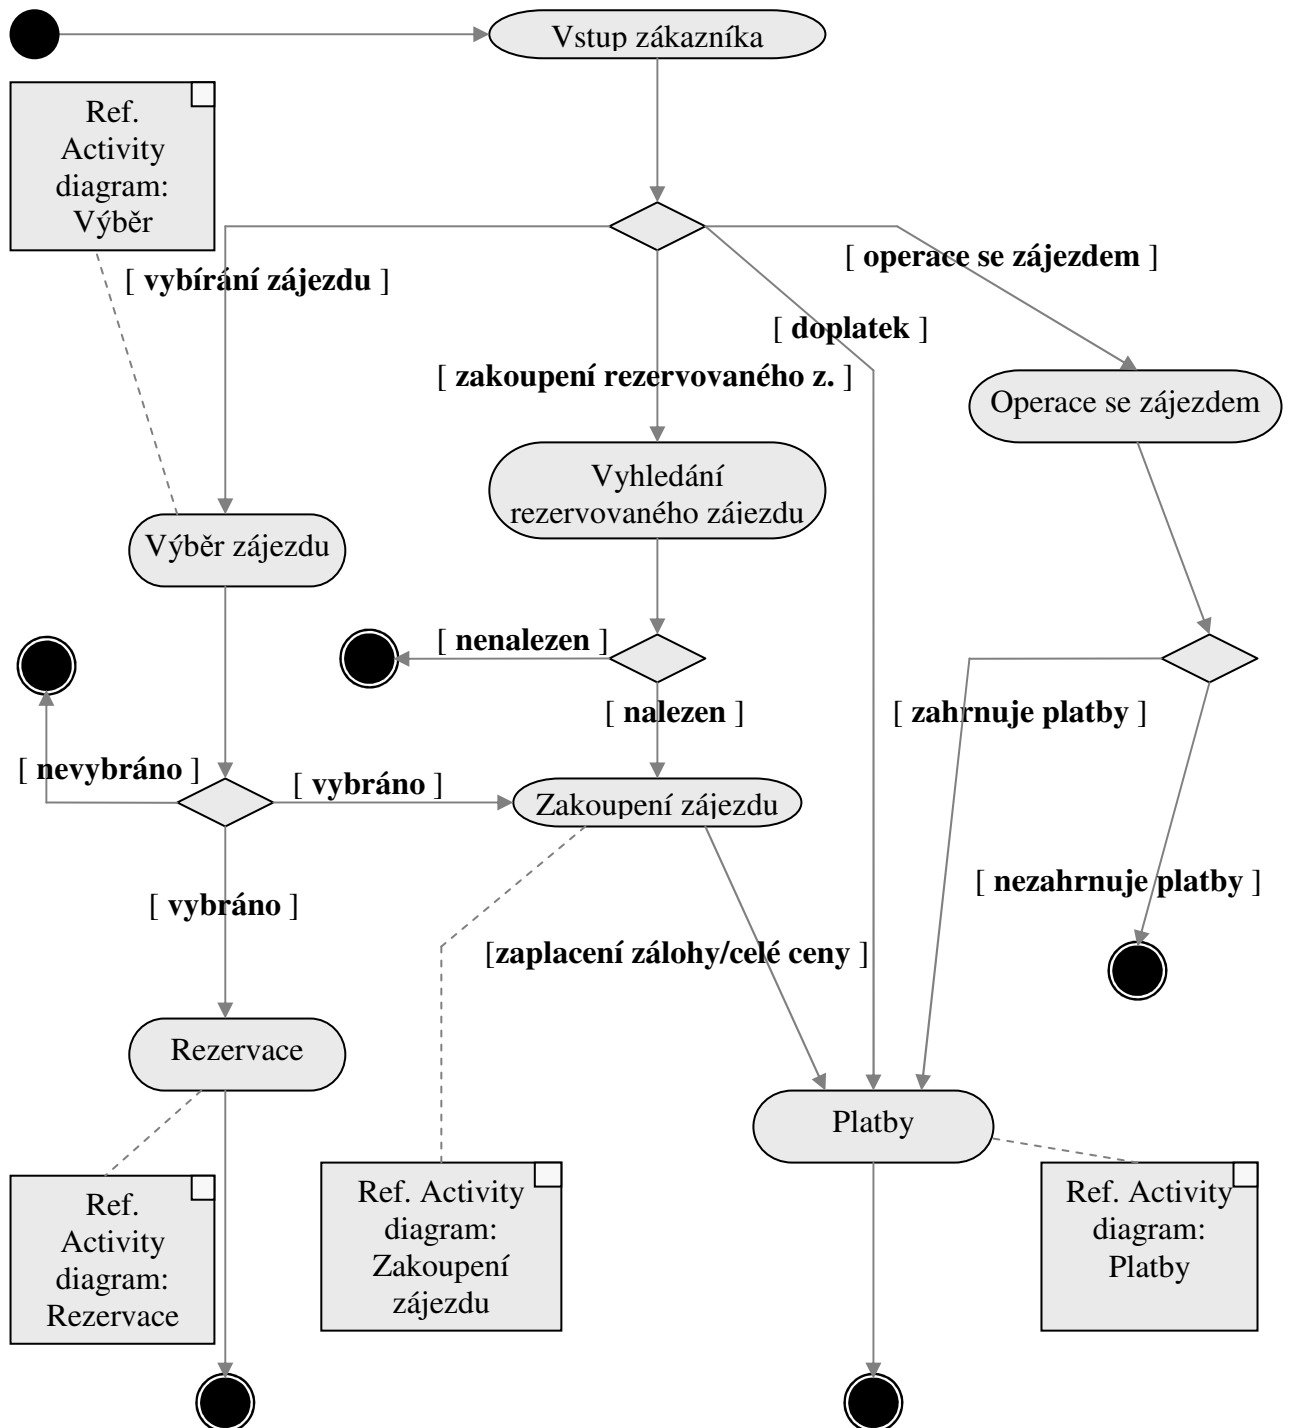 Vstup zákazníka
Ref.
Activity
diagram:
Výběr
[ operace se zájezdem ]
[ vybírání zájezdu ]
[ doplatek ]
[ zakoupení rezervovaného z. ]
Operace se zájezdem
Vyhledání
rezervovaného zájezdu
Výběr zájezdu
[ nenalezen ]
[ nalezen ]
[ zahrnuje platby ]
[ nevybráno ]
[ vybráno ]
Zakoupení zájezdu
[ nezahrnuje platby ]
[ vybráno ]
[zaplacení zálohy/celé ceny ]
Rezervace
Platby
Ref.
Activity
diagram:
Rezervace
Ref. Activity
diagram:
Zakoupení
zájezdu
Ref. Activity
diagram:
Platby